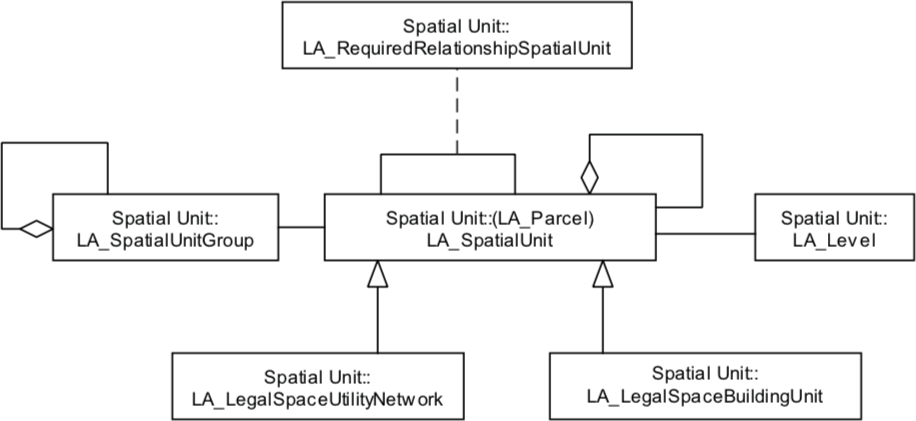 Spatial Unit::
LA_RequiredRelationshipSpatialUnit
Spatial Unit::
LA_SpatialUnitGroup
Spatial Unit::(LA_Parcel)
LA_SpatialUnit
Spatial Unit::
LA_Level
Spatial Unit::
LA_LegalSpaceUtilityNetwork
Spatial Unit::
LA_LegalSpaceBuildingUnit